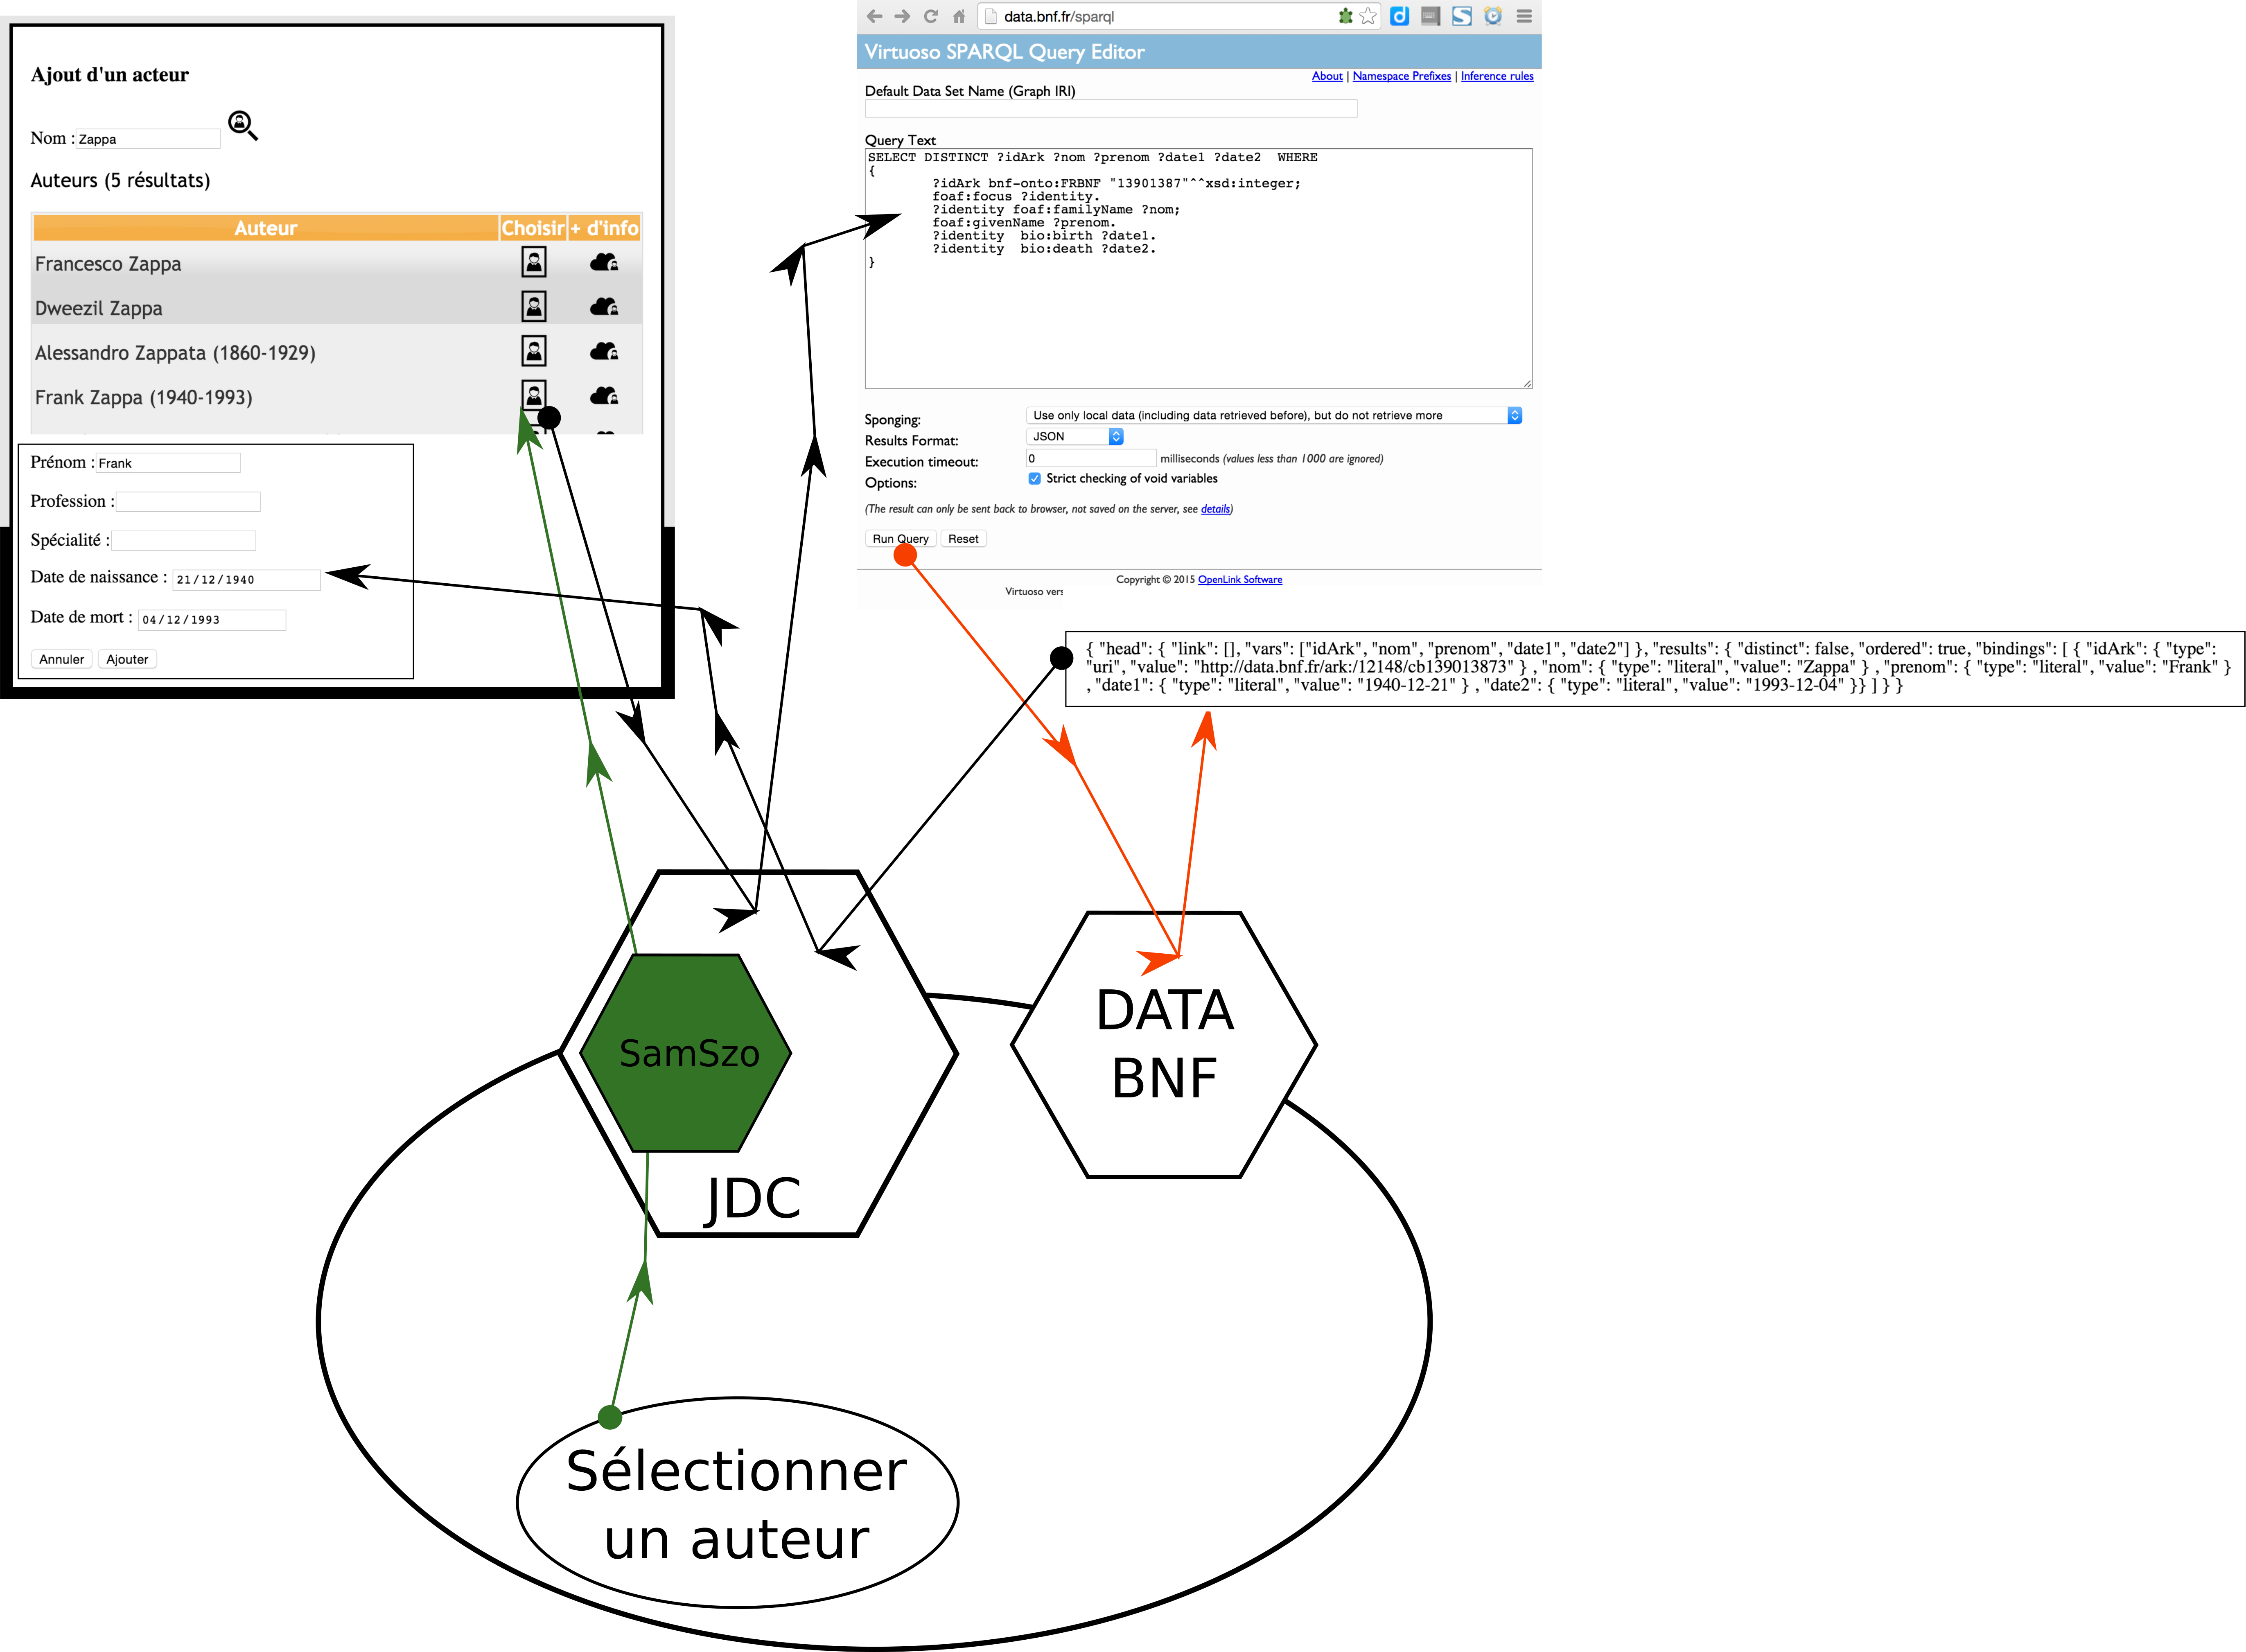 Ajout d'un acteur
Nom : Zappa
Auteurs (5 résultats)
Auteur Choisir + d'info
Francesco Zappa
Dweezil Zappa
Alessandro Zappata (1860-1929)
Frank Zappa (1940-1993)
Prénom : Frank
Profession :
Spécialité :
Date de naissance : 21/12/1940
Date de mort : 04/12/1993
Annuler Ajouter
data.bnf.fr/sparql
Virtuoso SPARQL Query Editor
About | Namespace Prefixes | Inference rules
Default Data Set Name (Graph IRI)
Query Text
SELECT DISTINCT ?idArk ?nom ?prenom ?date1 ?date2 WHERE
{
?idArk bnf-onto:FRBNF "13901387"^^xsd:integer;
foaf:focus ?identity.
?identity foaf:familyName ?nom;
foaf:givenName ?prenom.
?identity bio:birth ?date1.
?identity bio:death ?date2.
}
Sponging: Use only local data (including data retrieved before), but do not retrieve more
Results Format: JSON
Execution timeout: 0 milliseconds (values less than 1000 are ignored)
Options: Strict checking of void variables
(The result can only be sent back to browser, not saved on the server, see details)
Run Query Reset
Copyright © 2015 OpenLink Software
Virtuoso vers
{ "head": { "link": [], "vars": ["idArk", "nom", "prenom", "date1", "date2"] }, "results": { "distinct": false, "ordered": true, "bindings": [ { "idArk": { "type":
"uri", "value": "http://data.bnf.fr/ark:/12148/cb139013873" } , "nom": { "type": "literal", "value": "Zappa" } , "prenom": { "type": "literal", "value": "Frank" }
, "date1": { "type": "literal", "value": "1940-12-21" } , "date2": { "type": "literal", "value": "1993-12-04" }} ] } }
SamSzo
JDC
DATA
BNF
Sélectionner
un auteur